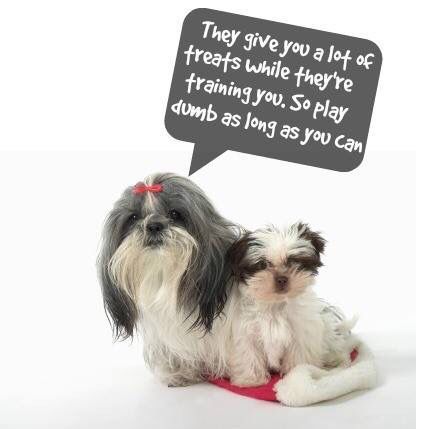 They give you a lot of
treats while they're
training you. So play
dumb as long as you can